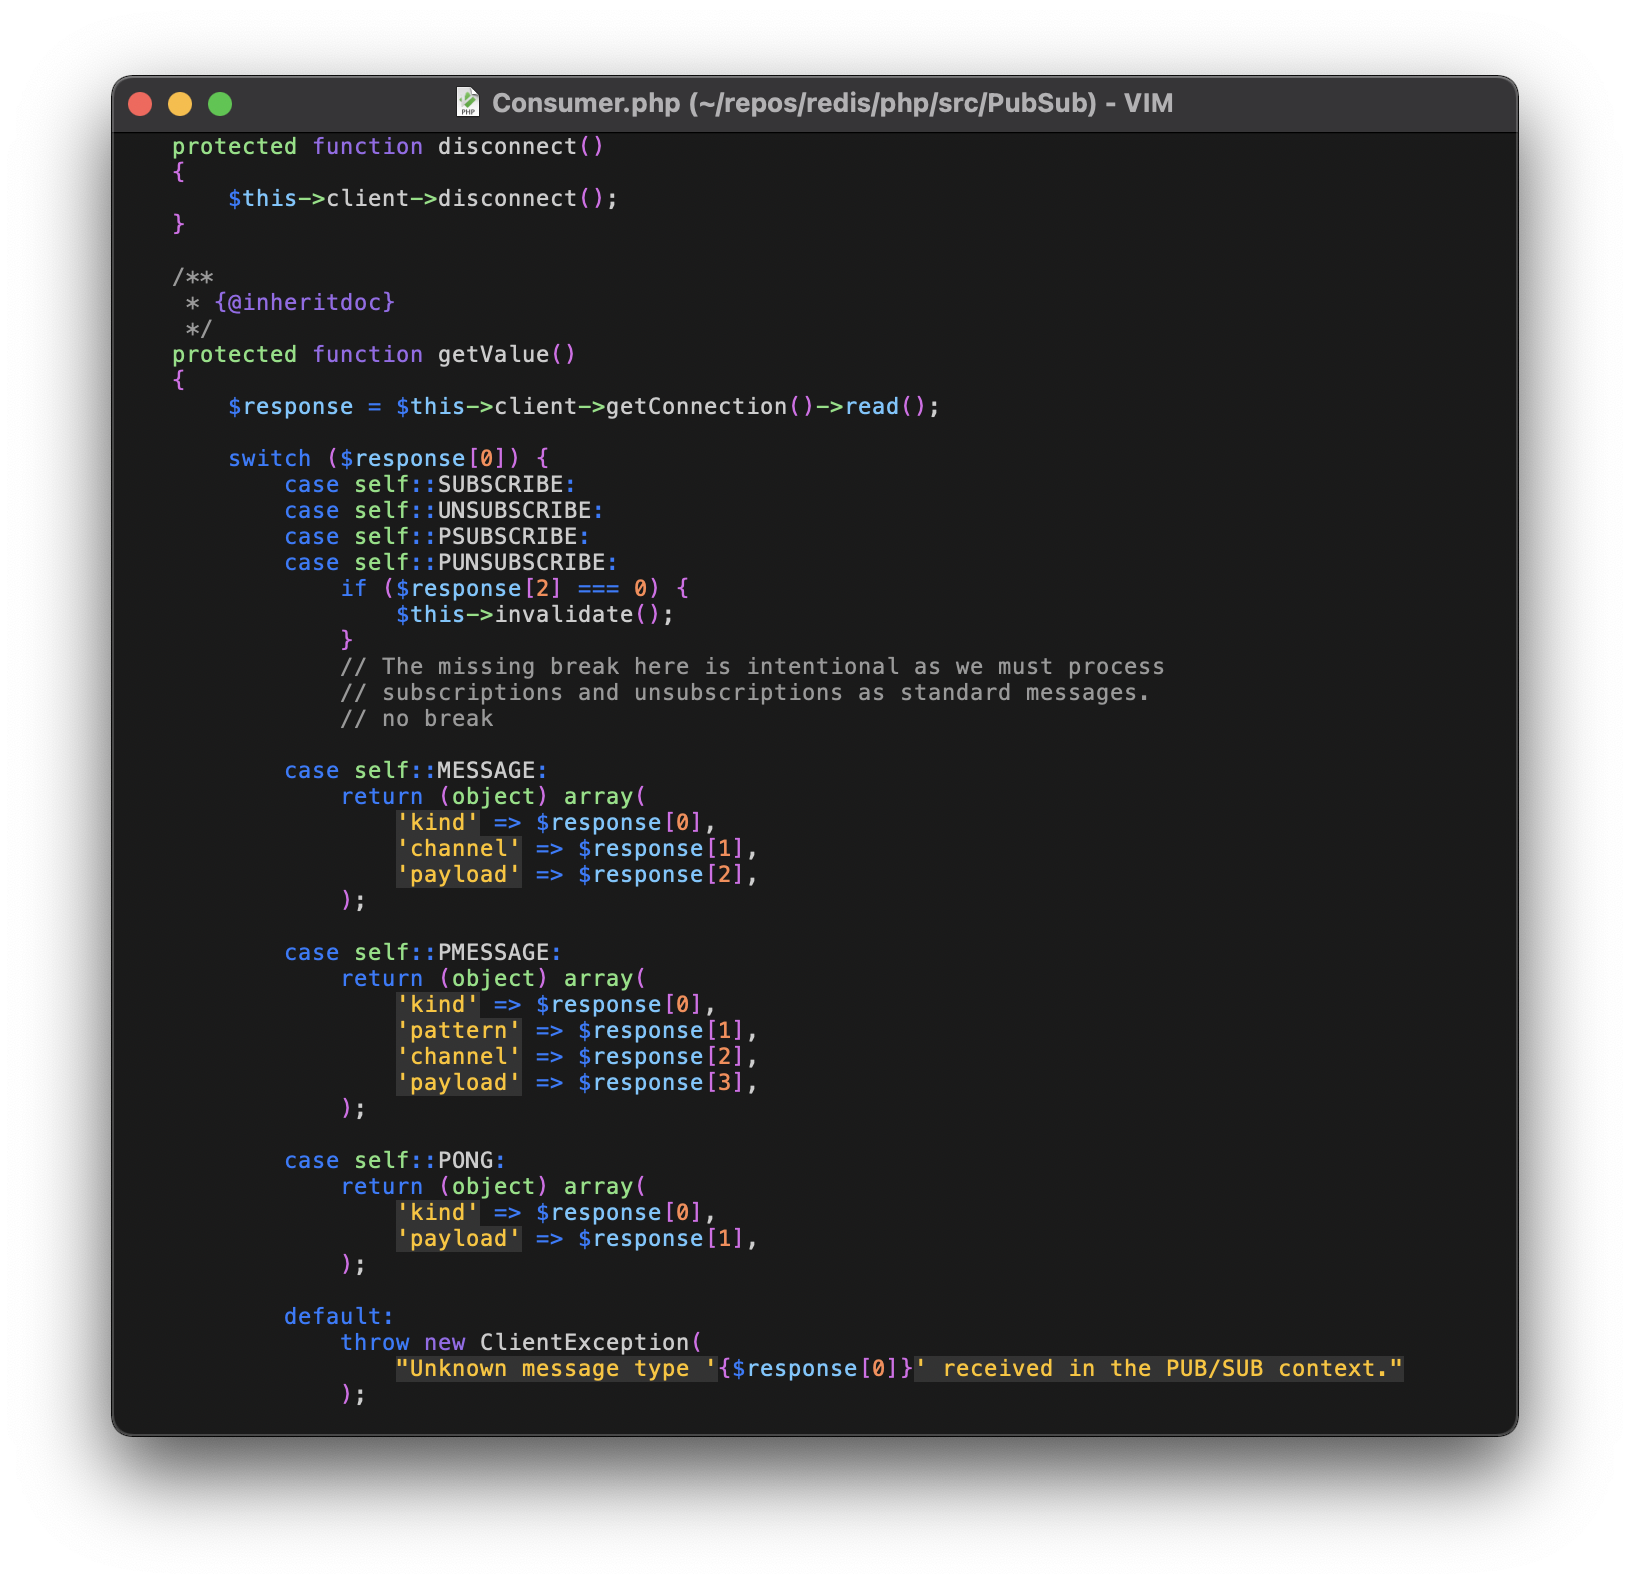 Consumer.php (~/repos/redis/php/src/PubSub) - VIM
protected function disconnect()
{
    $this->client->disconnect();
}

/**
 * {@inheritdoc}
 */
protected function getValue()
{
    $response = $this->client->getConnection()->read();

    switch ($response[0]) {
        case self::SUBSCRIBE:
        case self::UNSUBSCRIBE:
        case self::PSUBSCRIBE:
        case self::PUNSUBSCRIBE:
            if ($response[2] === 0) {
                $this->invalidate();
            }
            // The missing break here is intentional as we must process
            // subscriptions and unsubscriptions as standard messages.
            // no break

        case self::MESSAGE:
            return (object) array(
                'kind' => $response[0],
                'channel' => $response[1],
                'payload' => $response[2],
            );

        case self::PMESSAGE:
            return (object) array(
                'kind' => $response[0],
                'pattern' => $response[1],
                'channel' => $response[2],
                'payload' => $response[3],
            );

        case self::PONG:
            return (object) array(
                'kind' => $response[0],
                'payload' => $response[1],
            );

        default:
            throw new ClientException(
                "Unknown message type '{$response[0]}' received in the PUB/SUB context."
            );